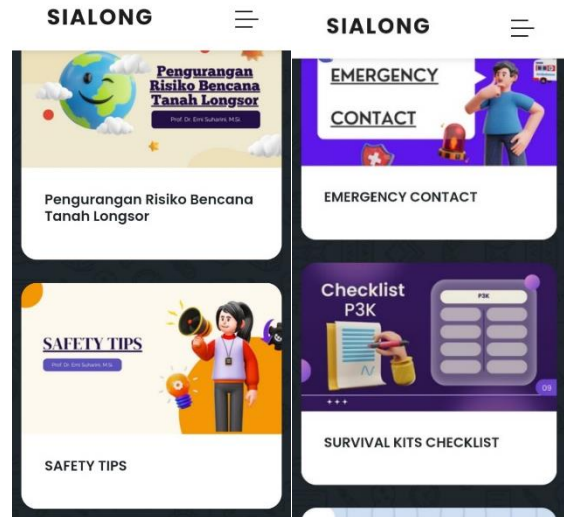 SIALONG
Pengurangan
Risiko Bencana
Tanah Longsor
Prof. Dr. Erni Suharini, M.Si.
Pengurangan Risiko Bencana
Tanah Longsor
SAFETY TIPS
Prof. Dr. Erni Suharini, M.Si.
SAFETY TIPS
SIALONG
EMERGENCY
CONTACT
EMERGENCY CONTACT
Checklist
P3K
P3K
09
SURVIVAL KITS CHECKLIST